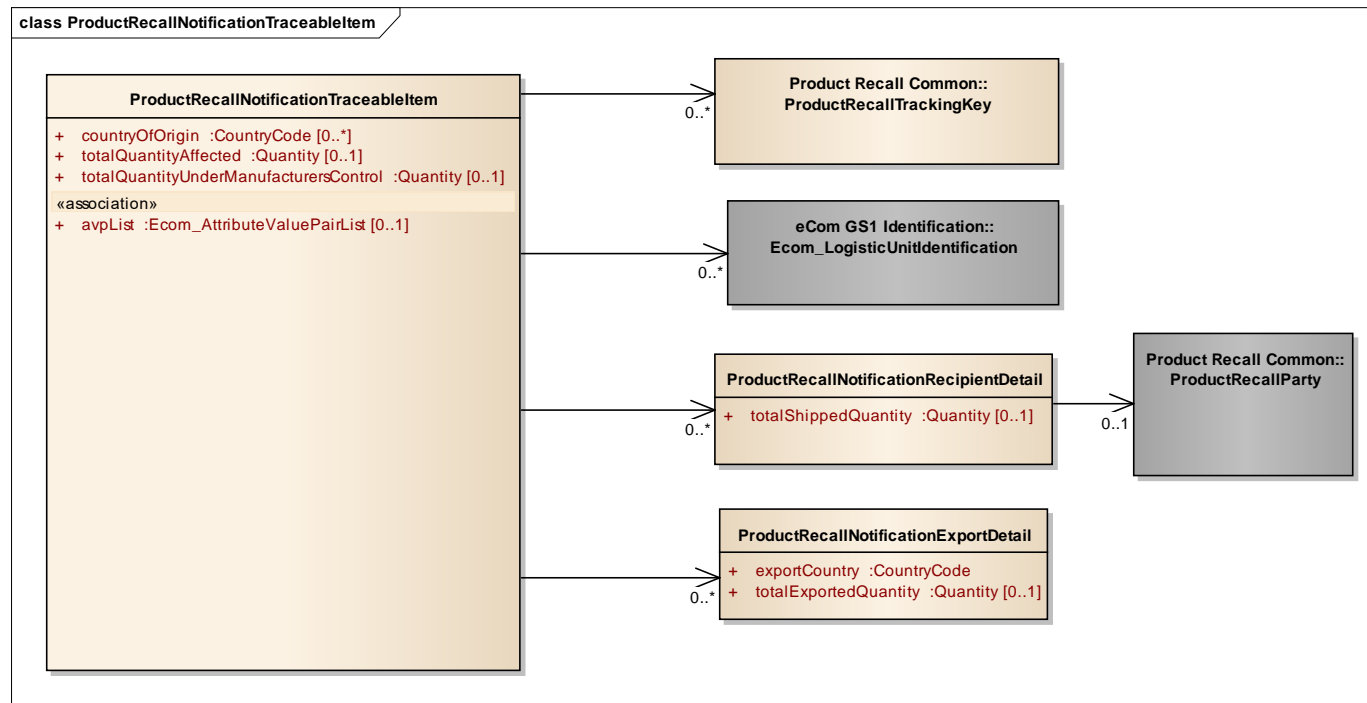 class ProductRecallNotificationTraceableItem
ProductRecallNotificationTraceableItem
+ countryOfOrigin :CountryCode [0..*]
+ totalQuantityAffected :Quantity [0..1]
+ totalQuantityUnderManufacturersControl :Quantity [0..1]
«association»
+ avpList :Ecom_AttributeValuePairList [0..1]
0..*
Product Recall Common::
ProductRecallTrackingKey
0..*
eCom GS1 Identification::
Ecom_LogisticUnitIdentification
0..*
ProductRecallNotificationRecipientDetail
+ totalShippedQuantity :Quantity [0..1]
0..1
Product Recall Common::
ProductRecallParty
0..*
ProductRecallNotificationExportDetail
+ exportCountry :CountryCode
+ totalExportedQuantity :Quantity [0..1]